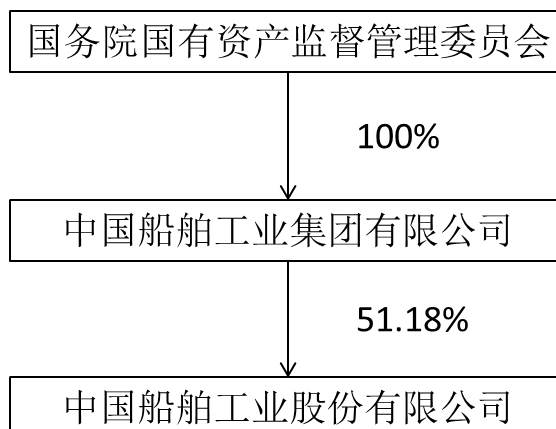 国务院国有资产监督管理委员会
100%
中国船舶工业集团有限公司
51.18%
中国船舶工业股份有限公司